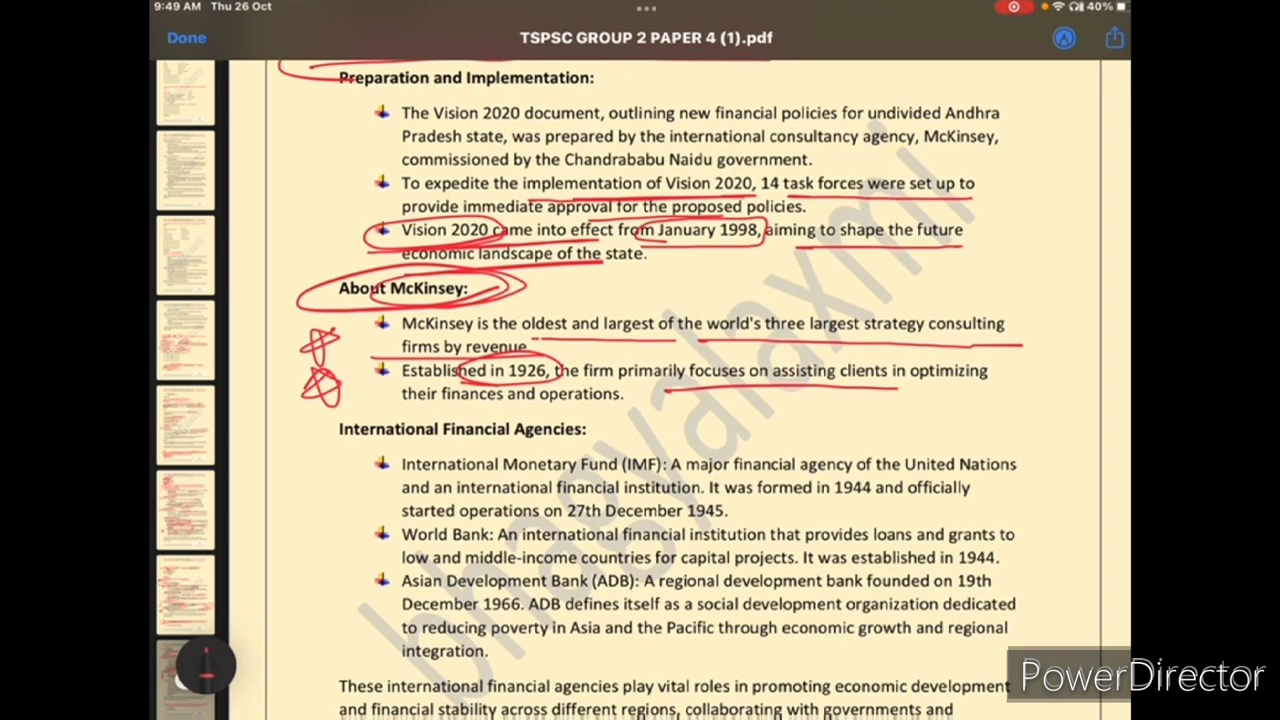 9:49 AM Thu 26 Oct
40%
Done
TSPSC GROUP 2 PAPER 4 (1).pdf
Preparation and Implementation:
The Vision 2020 document, outlining new financial policies for undivided Andhra
Pradesh state, was prepared by the international consultancy agency, McKinsey,
commissioned by the Chandrababu Naidu government.
To expedite the implementation of Vision 2020, 14 task forces were set up to
provide immediate approval for the proposed policies.
Vision 2020 came into effect from January 1998, aiming to shape the future
economic landscape of the state.
About McKinsey:
McKinsey is the oldest and largest of the world's three largest strategy consulting
firms by revenue.
Established in 1926, the firm primarily focuses on assisting clients in optimizing
their finances and operations.
International Financial Agencies:
International Monetary Fund (IMF): A major financial agency of the United Nations
and an international financial institution. It was formed in 1944 and officially
started operations on 27th December 1945.
World Bank: An international financial institution that provides loans and grants to
low and middle-income countries for capital projects. It was established in 1944.
Asian Development Bank (ADB): A regional development bank founded on 19th
December 1966. ADB defines itself as a social development organization dedicated
to reducing poverty in Asia and the Pacific through economic growth and regional
integration.
These international financial agencies play vital roles in promoting economic development
and financial stability across different regions, collaborating with governments and
bhagyalaxmi
PowerDirector